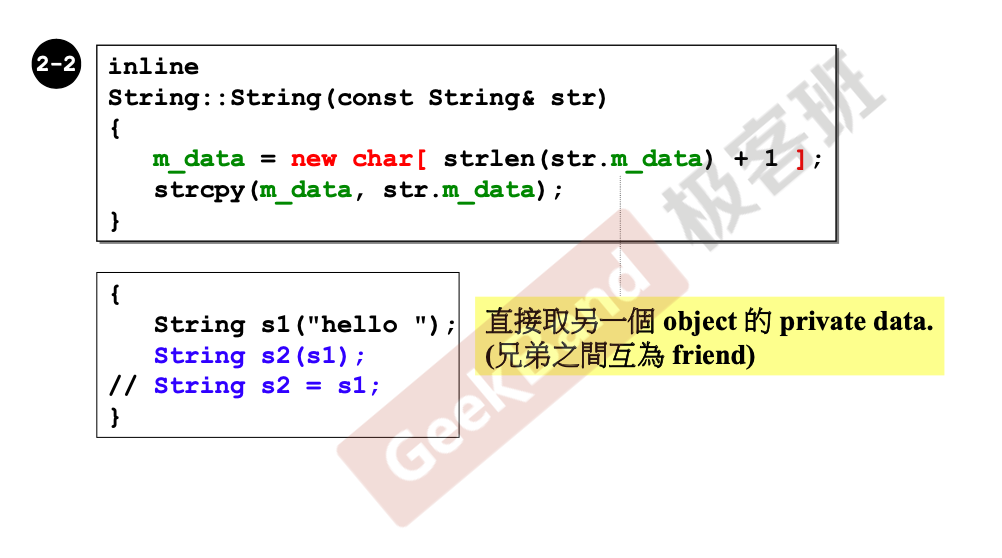 2-2
inline
String::String(const String& str)
{
m_data = new char[ strlen(str.m_data) + 1 ];
strcpy(m_data, str.m_data);
}
{
String s1("hello ");
String s2(s1);
// String s2 = s1;
}
直接取另一個 object 的 private data.
(兄弟之間互為 friend)
GeekBand 极客班